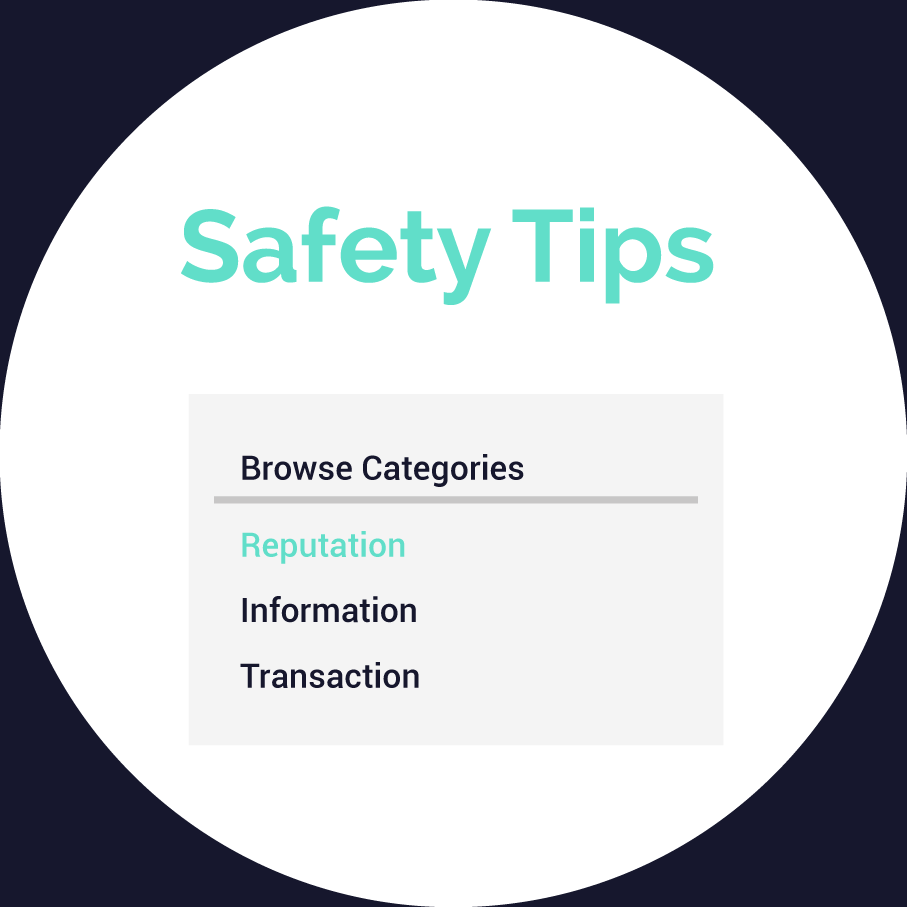 Safety Tips
Browse Categories
Reputation
Information
Transaction